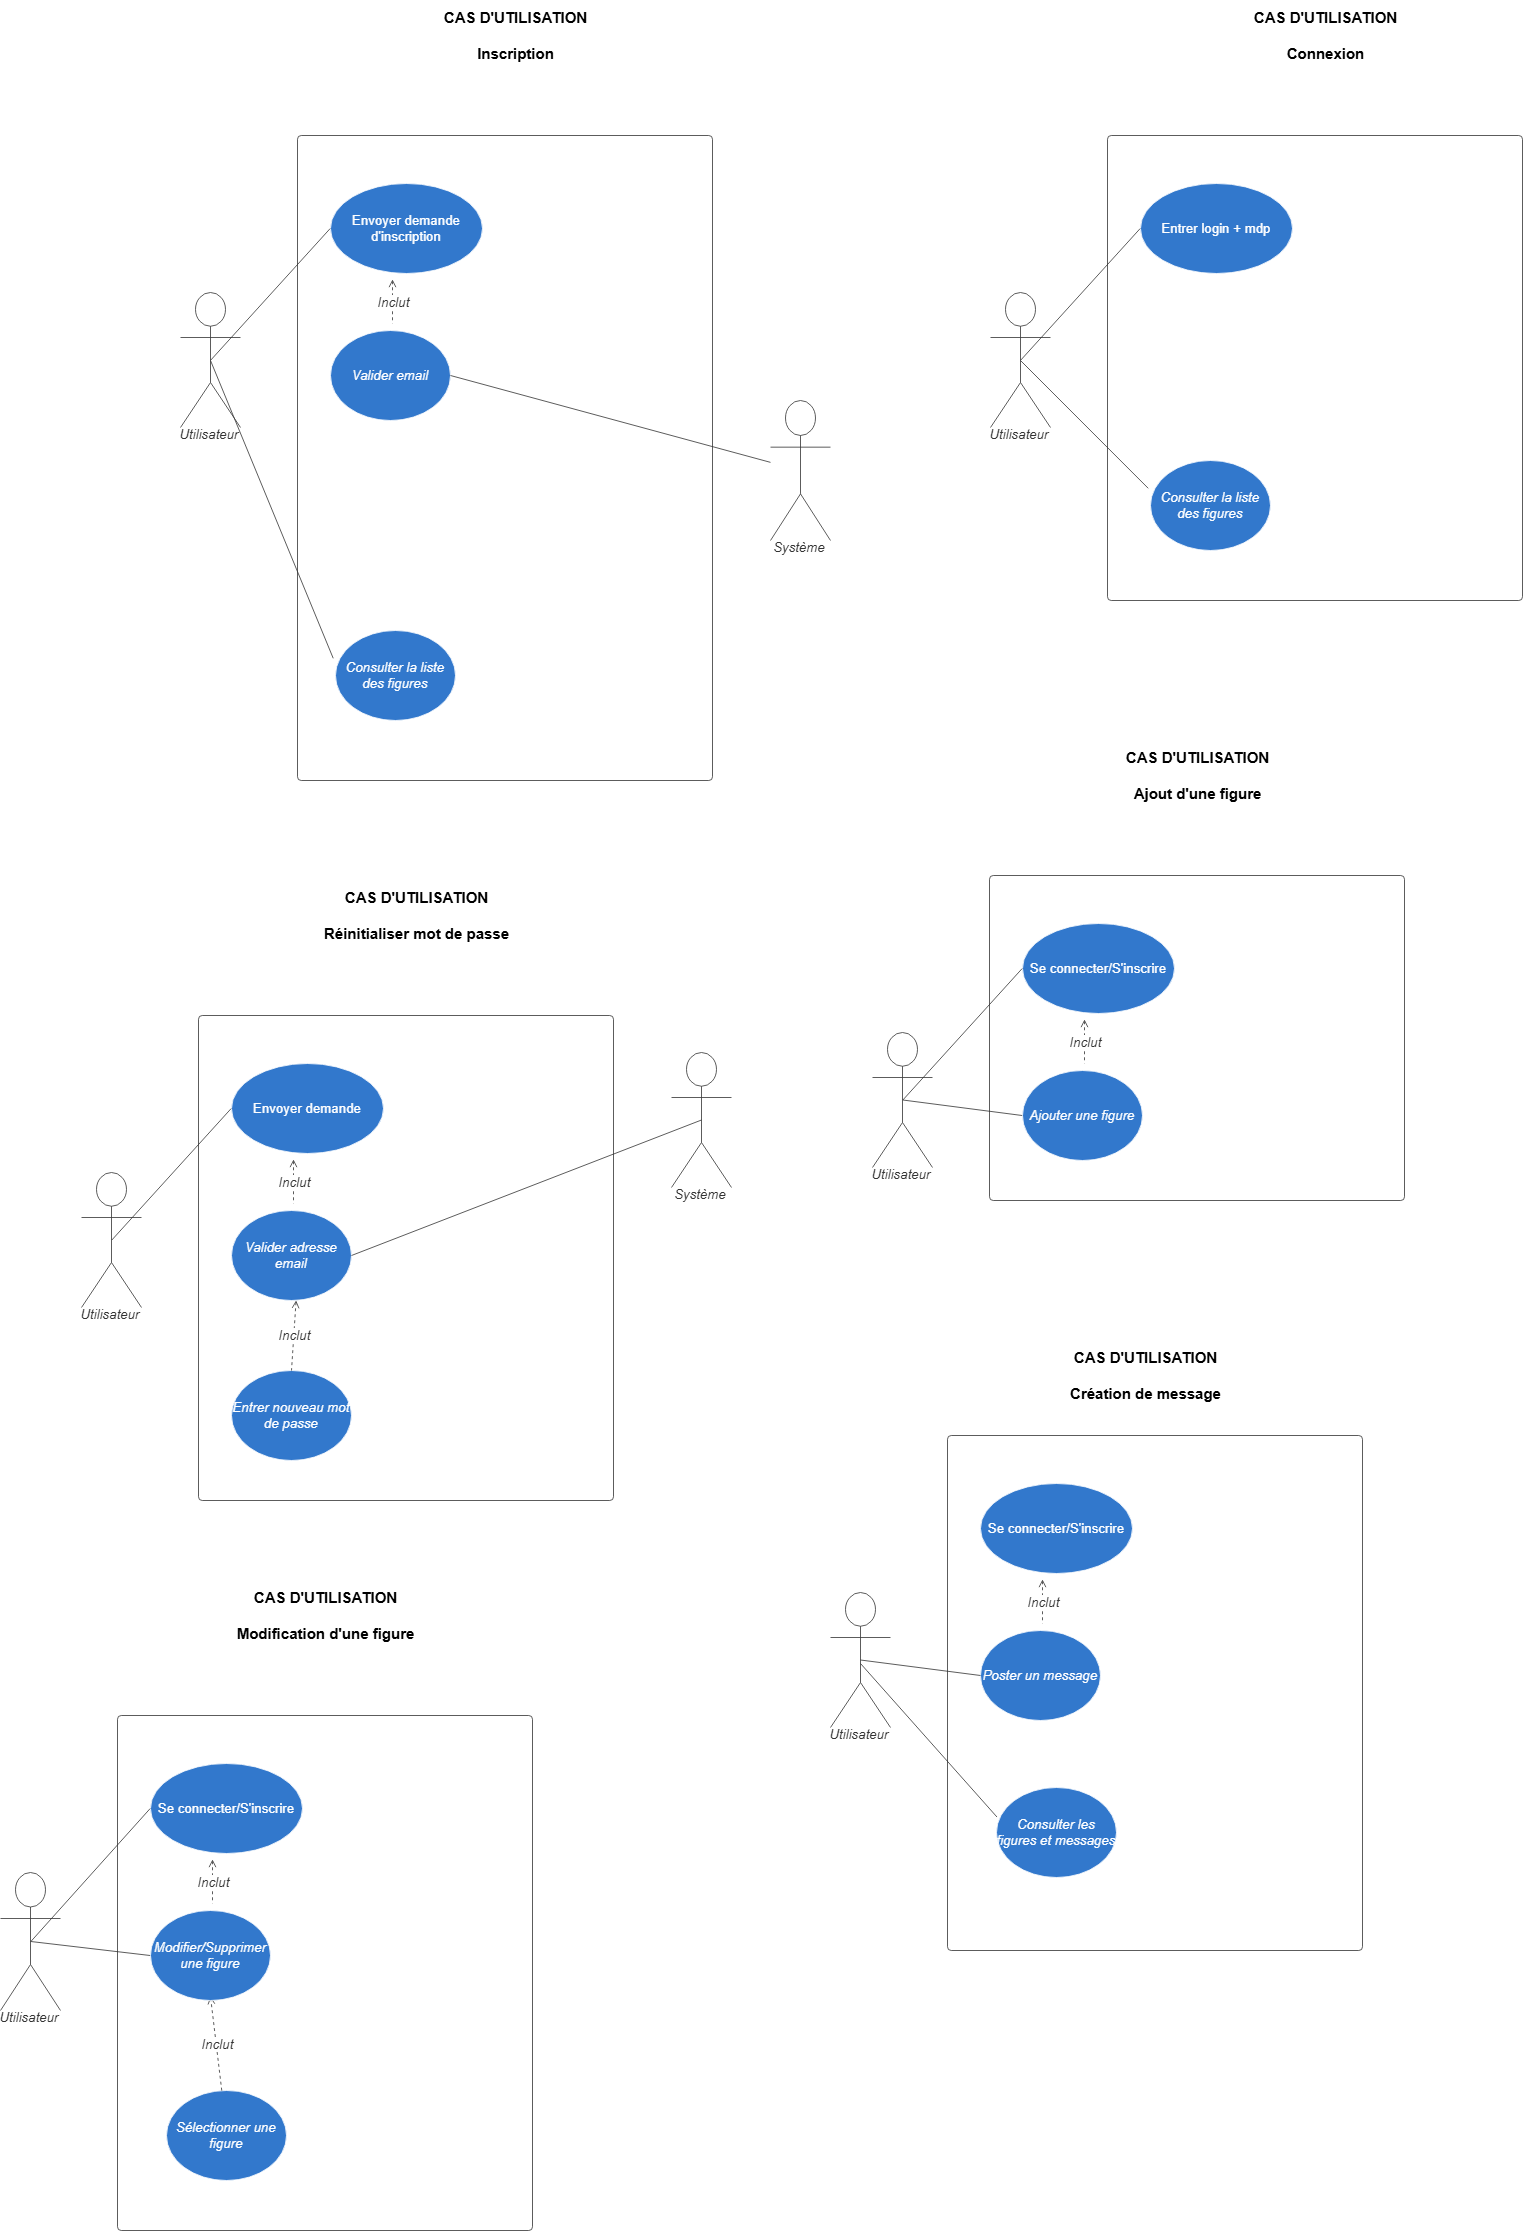 CAS D'UTILISATION
Inscription
Envoyer demande
d'inscription
Inclut
Valider email
Utilisateur
Système
Consulter la liste
des figures
CAS D'UTILISATION
Connexion
Entrer login + mdp
Utilisateur
Consulter la liste
des figures
CAS D'UTILISATION
Ajout d'une figure
Se connecter/S'inscrire
Inclut
Ajouter une figure
Utilisateur
CAS D'UTILISATION
Réinitialiser mot de passe
Envoyer demande
Inclut
Système
Valider adresse
email
Utilisateur
Inclut
Entrer nouveau mot
de passe
CAS D'UTILISATION
Création de message
Se connecter/S'inscrire
Inclut
Poster un message
Utilisateur
Consulter les
figures et messages
CAS D'UTILISATION
Modification d'une figure
Se connecter/S'inscrire
Inclut
Modifier/Supprimer
une figure
Utilisateur
Inclut
Sélectionner une
figure